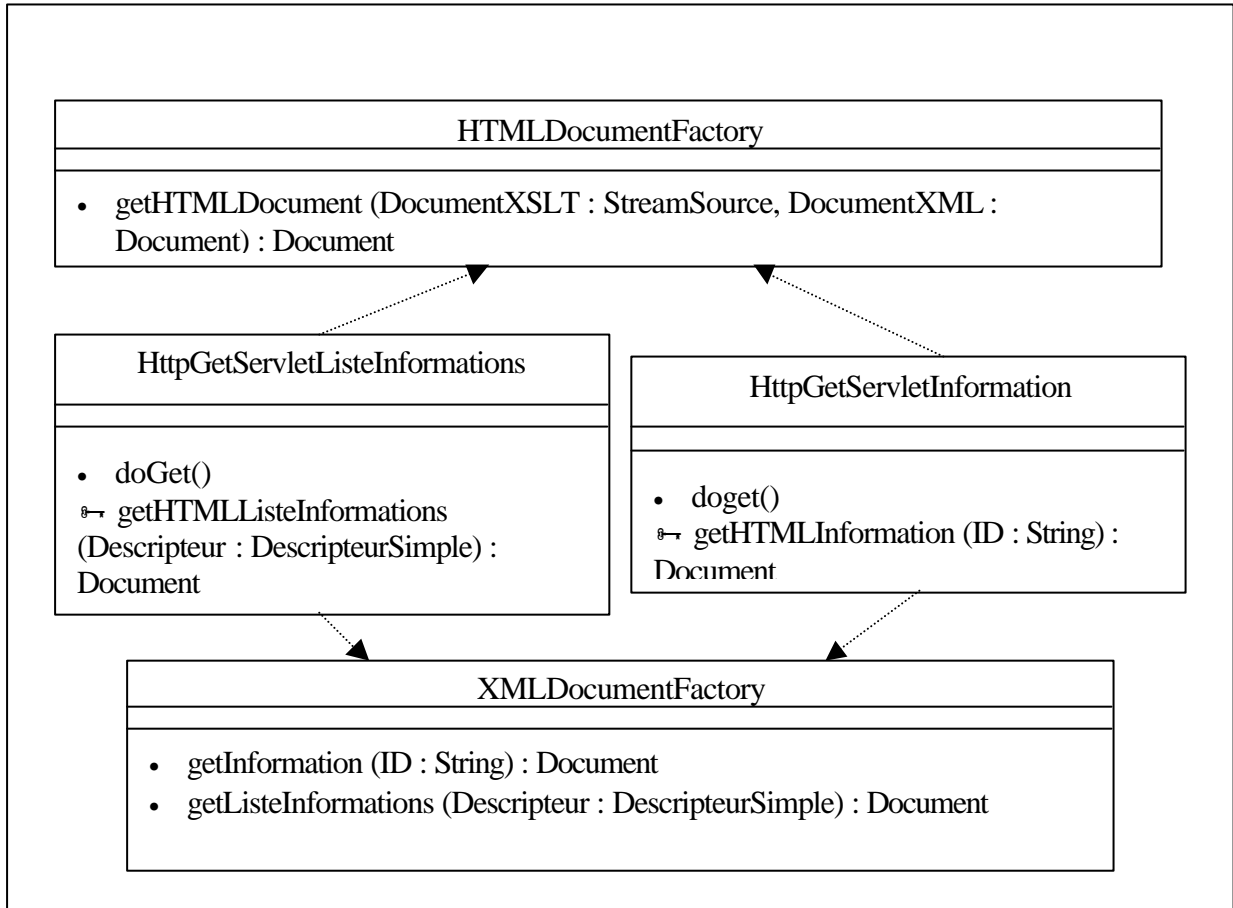 HTMLDocumentFactory
• getHTMLDocument (DocumentXSLT : StreamSource, DocumentXML :
Document) : Document
HttpGetServletListeInformations
• doGet()
getHTMLListeInformations
(Descripteur : DescripteurSimple) :
Document
HttpGetServletInformation
• doget()
getHTMLInformation (ID : String) :
Document
XMLDocumentFactory
• getInformation (ID : String) : Document
• getListeInformations (Descripteur : DescripteurSimple) : Document